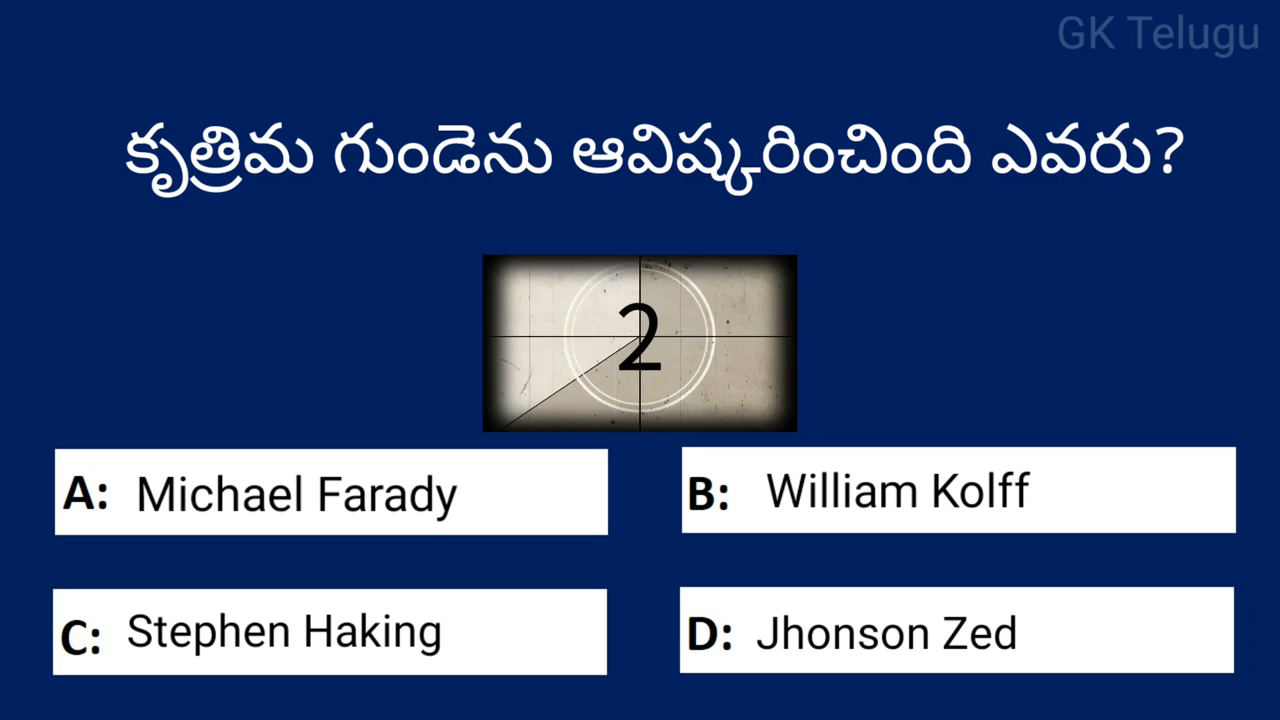 GK Telugu
కృత్రిమ గుండెను ఆవిష్కరించింది ఎవరు?
2
A: Michael Farady
B: William Kolff
C: Stephen Haking
D: Jhonson Zed